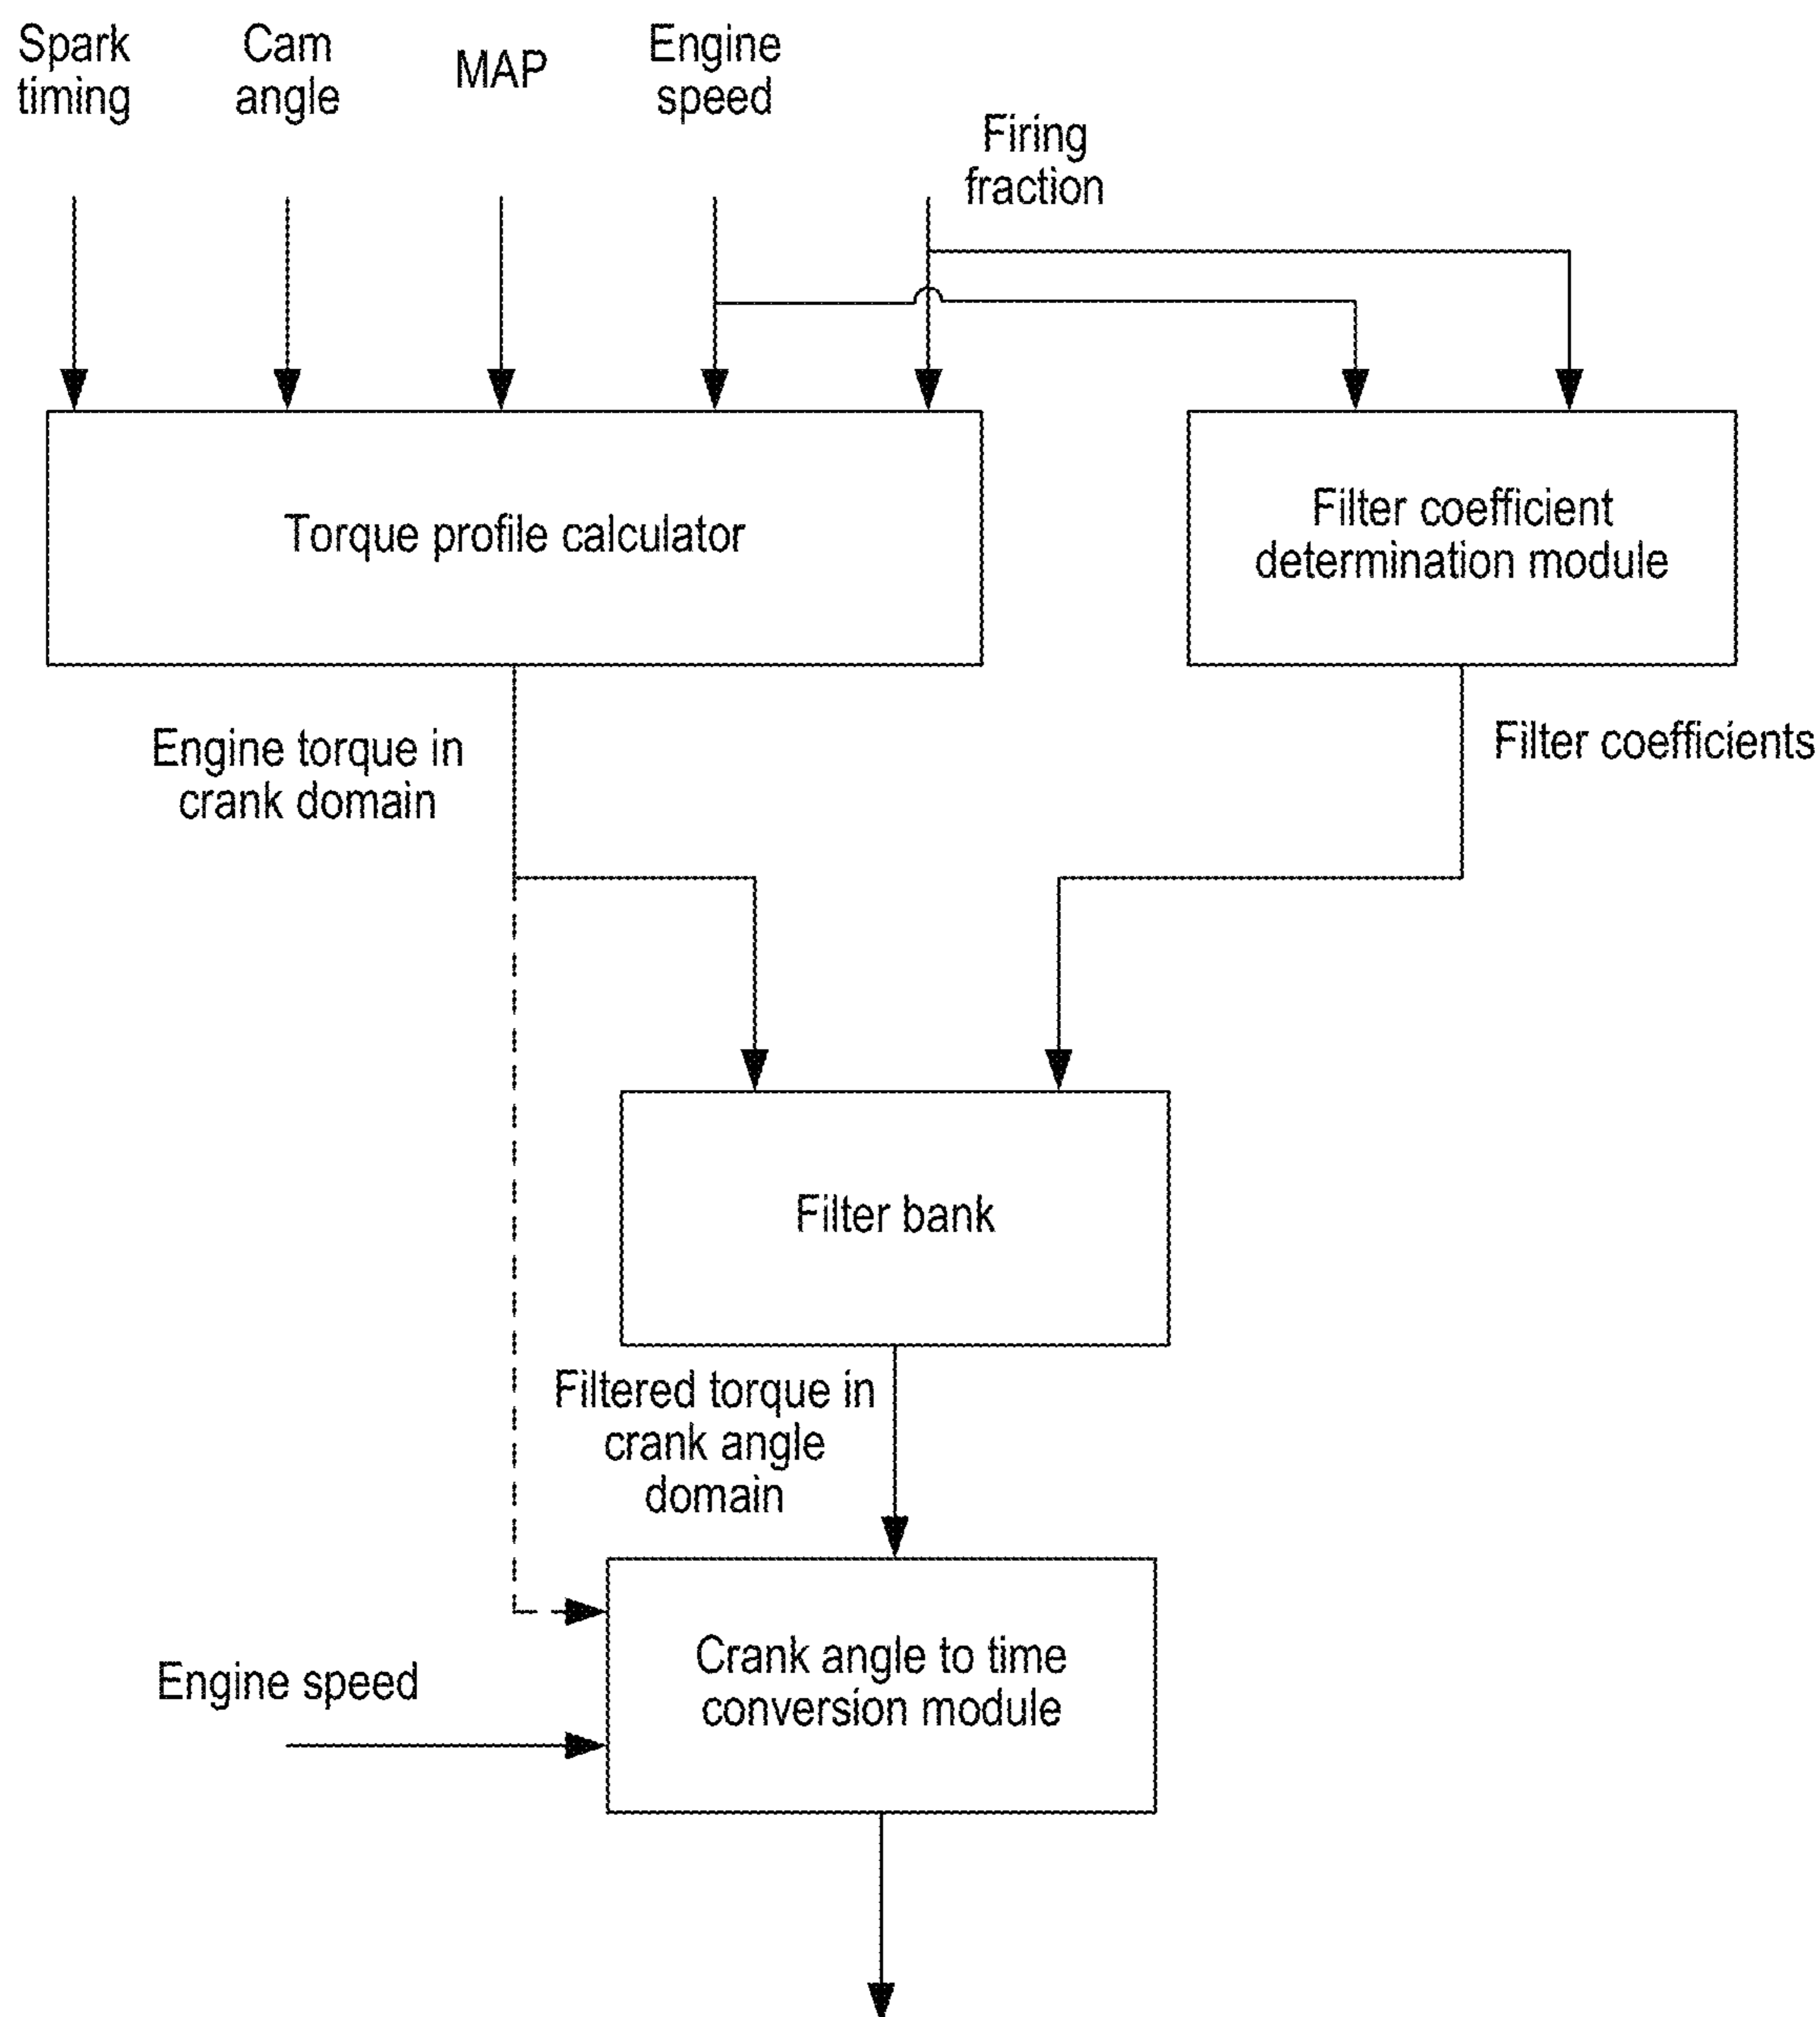 Spark
timing
Cam
angle
MAP
Engine
speed
Firing
fraction
Torque profile calculator
Filter coefficient
determination module
Engine torque in
crank domain
Filter coefficients
Filter bank
Filtered torque in
crank angle
domain
Crank angle to time
conversion module
Engine speed